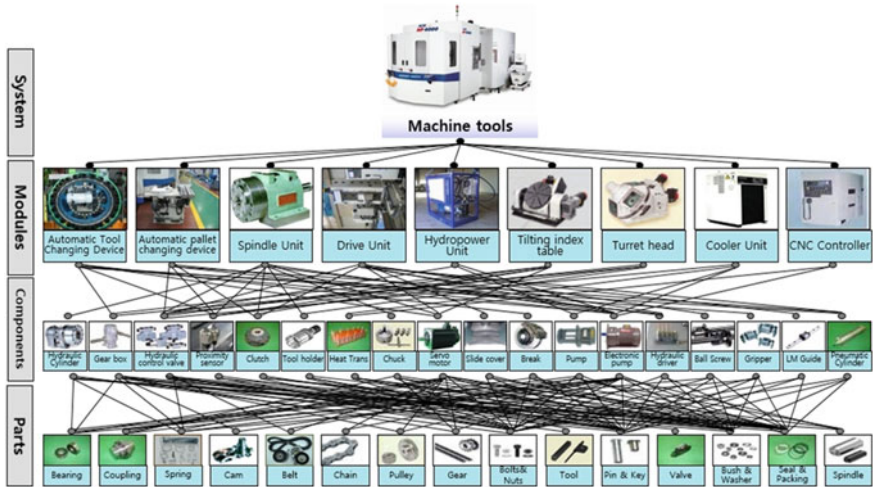 System
Machine tools
Modules
Automatic Tool
Changing Device
Automatic pallet
changing device
Spindle Unit
Drive Unit
Hydropower
Unit
Tilting index
table
Turret head
Cooler Unit
CNC Controller
Components
Hydraulic
Cylinder
Gear box
Hydraulic
control valve
Proximity
sensor
Clutch
Tool holder
Heat Trans
Chuck
Servo
motor
Slide cover
Break
Pump
Electronic
pump
Hydraulic
driver
Ball Screw
Gripper
LM Guide
Pneumatic
Cylinder
Parts
Bearing
Coupling
Spring
Cam
Belt
Chain
Pulley
Gear
Bolts&
Nuts
Tool
Pin & Key
Valve
Bush &
Washer
Seal &
Packing
Spindle